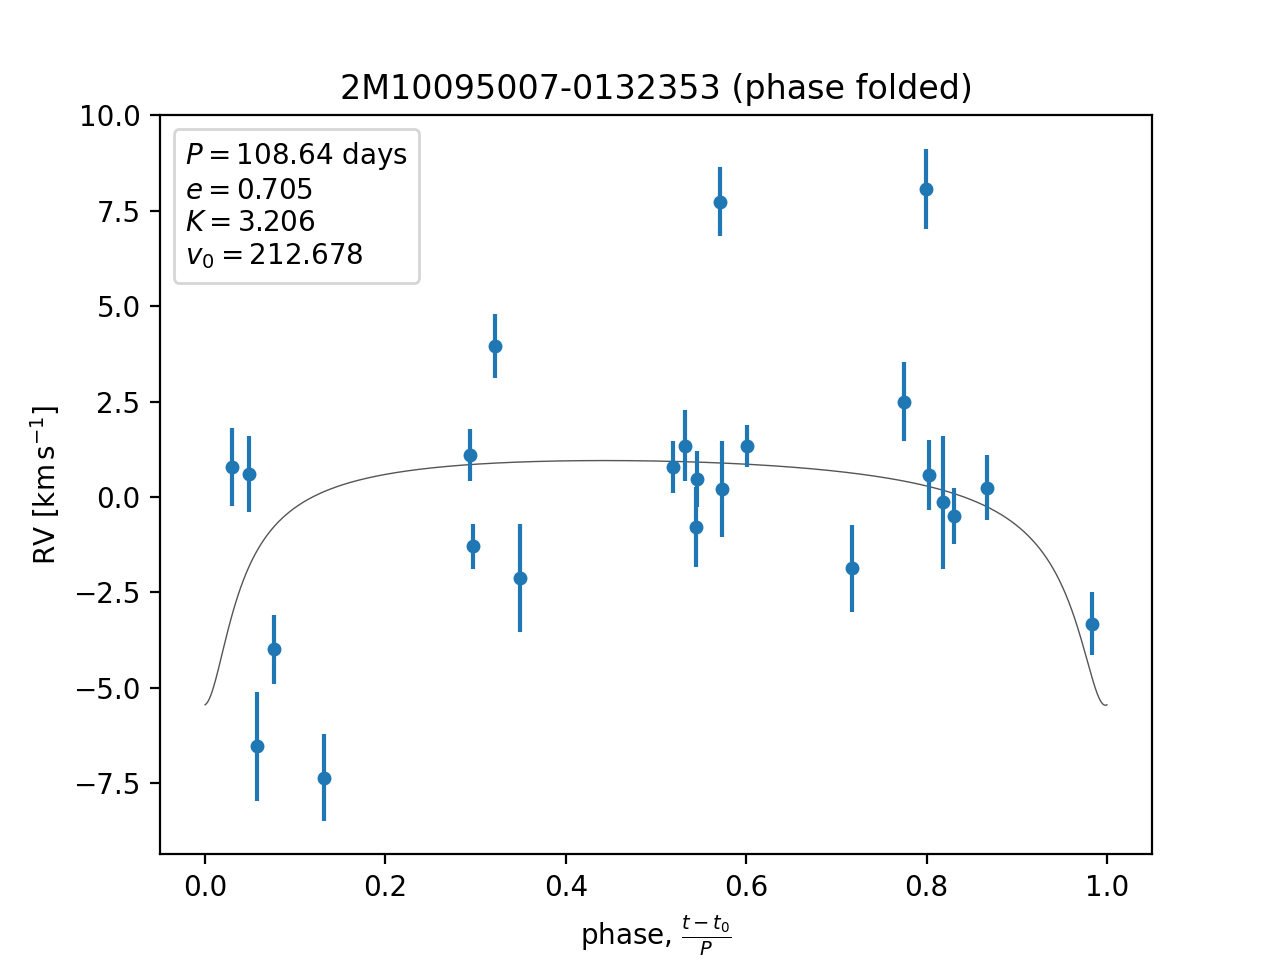 2M10095007-0132353 (phase folded)
P = 108.64 days
e = 0.705
K = 3.206
v₀ = 212.678
10.0
7.5
5.0
2.5
0.0
−2.5
−5.0
−7.5
RV [km s⁻¹]
0.0 0.2 0.4 0.6 0.8 1.0
phase, (t − t₀)/P